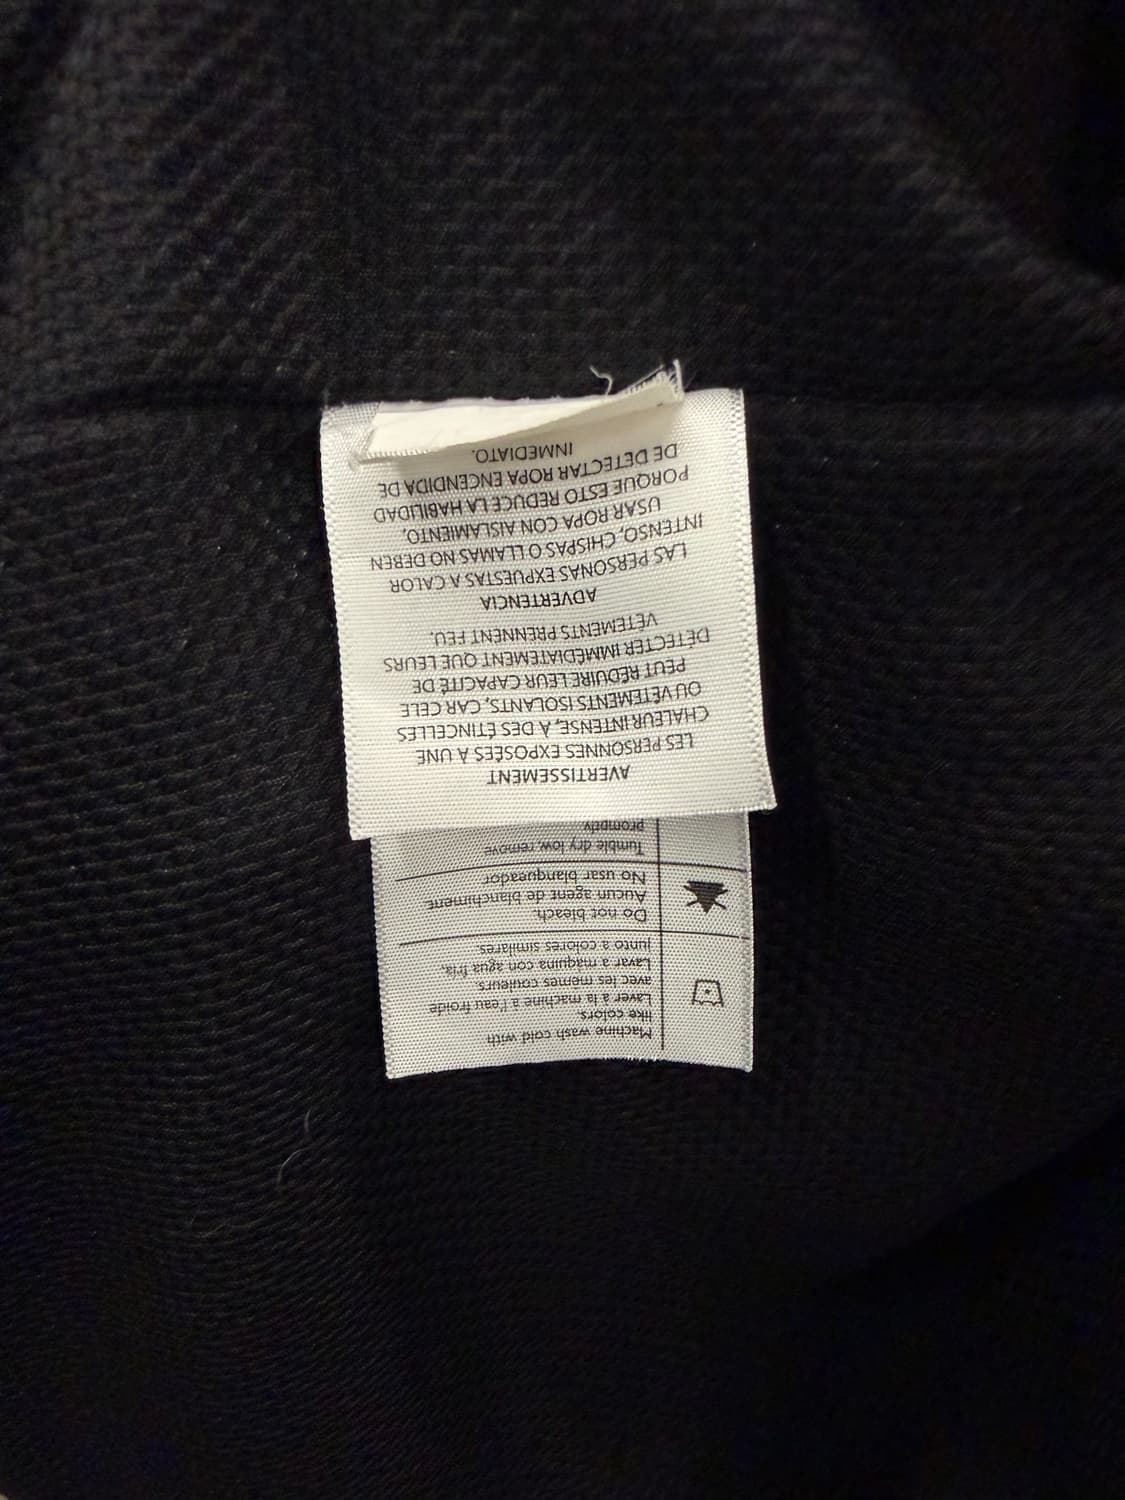 AVERTISSEMENT
LES PERSONNES EXPOSÉES À UNE
CHALEUR INTENSE, À DES ÉTINCELLES
OU VÊTEMENTS ISOLANTS, CAR CELE
PEUT RÉDUIRE LEUR CAPACITÉ DE
DÉTECTER IMMÉDIATEMENT QUE LEURS
VÊTEMENTS PRENNENT FEU.
ADVERTENCIA
LAS PERSONAS EXPUESTAS A CALOR
INTENSO, CHISPAS O LLAMAS NO DEBEN
USAR ROPA CON AISLAMIENTO,
PORQUE ESTO REDUCE LA HABILIDAD
DE DETECTAR ROPA ENCENDIDA DE
INMEDIATO.
Machine wash cold with
like colors.
Laver a la machine à l'eau froide
avec les memes couleurs.
Lavar a maquina con agua fria,
junto a colores similares
Do not bleach.
Aucun agent de blanchiment.
No usar blanqueador
Tumble dry low, remove
promptly